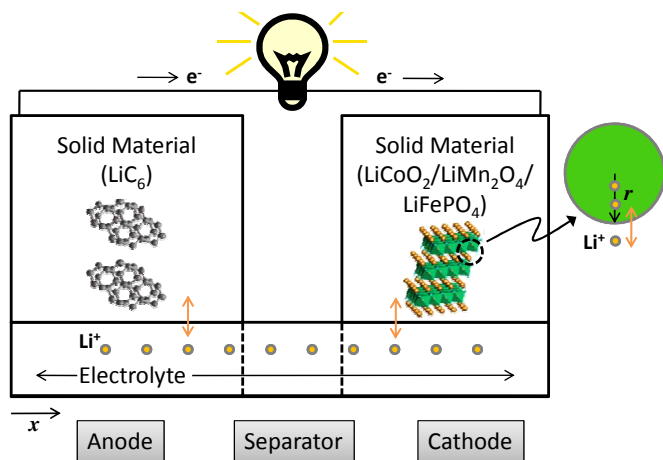 e-
e-
Solid Material
(LiC6)
Solid Material
(LiCoO2/LiMn2O4/
LiFePO4)
r
Li+
Li+
Electrolyte
x
Anode
Separator
Cathode